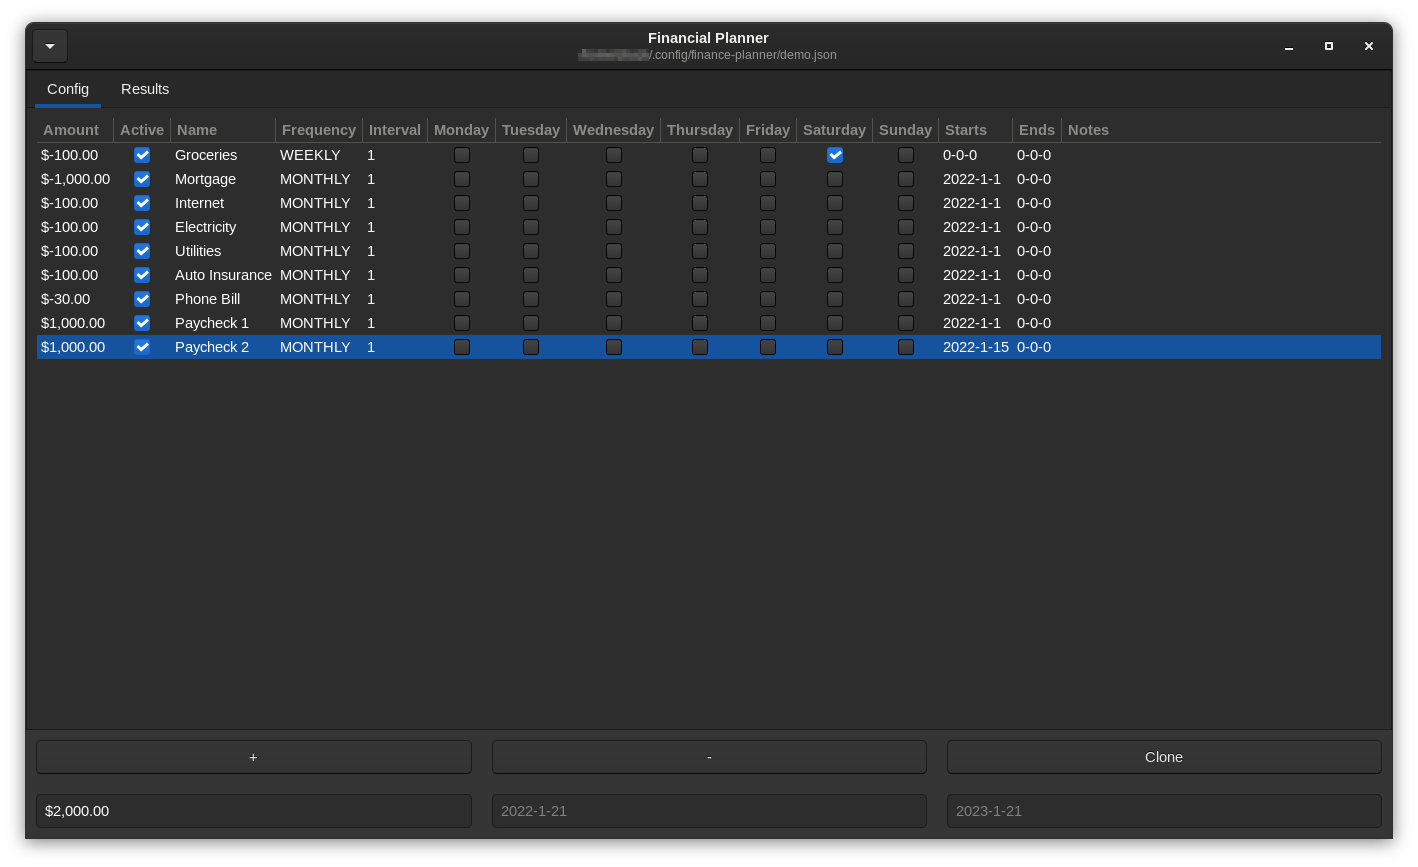 Financial Planner
/.config/finance-planner/demo.json
Config Results
Amount Active Name Frequency Interval Monday Tuesday Wednesday Thursday Friday Saturday Sunday Starts Ends Notes
$-100.00 Groceries WEEKLY 1 0-0-0 0-0-0
$-1,000.00 Mortgage MONTHLY 1 2022-1-1 0-0-0
$-100.00 Internet MONTHLY 1 2022-1-1 0-0-0
$-100.00 Electricity MONTHLY 1 2022-1-1 0-0-0
$-100.00 Utilities MONTHLY 1 2022-1-1 0-0-0
$-100.00 Auto Insurance MONTHLY 1 2022-1-1 0-0-0
$-30.00 Phone Bill MONTHLY 1 2022-1-1 0-0-0
$1,000.00 Paycheck 1 MONTHLY 1 2022-1-1 0-0-0
$1,000.00 Paycheck 2 MONTHLY 1 2022-1-15 0-0-0
+ - Clone
$2,000.00 2022-1-21 2023-1-21